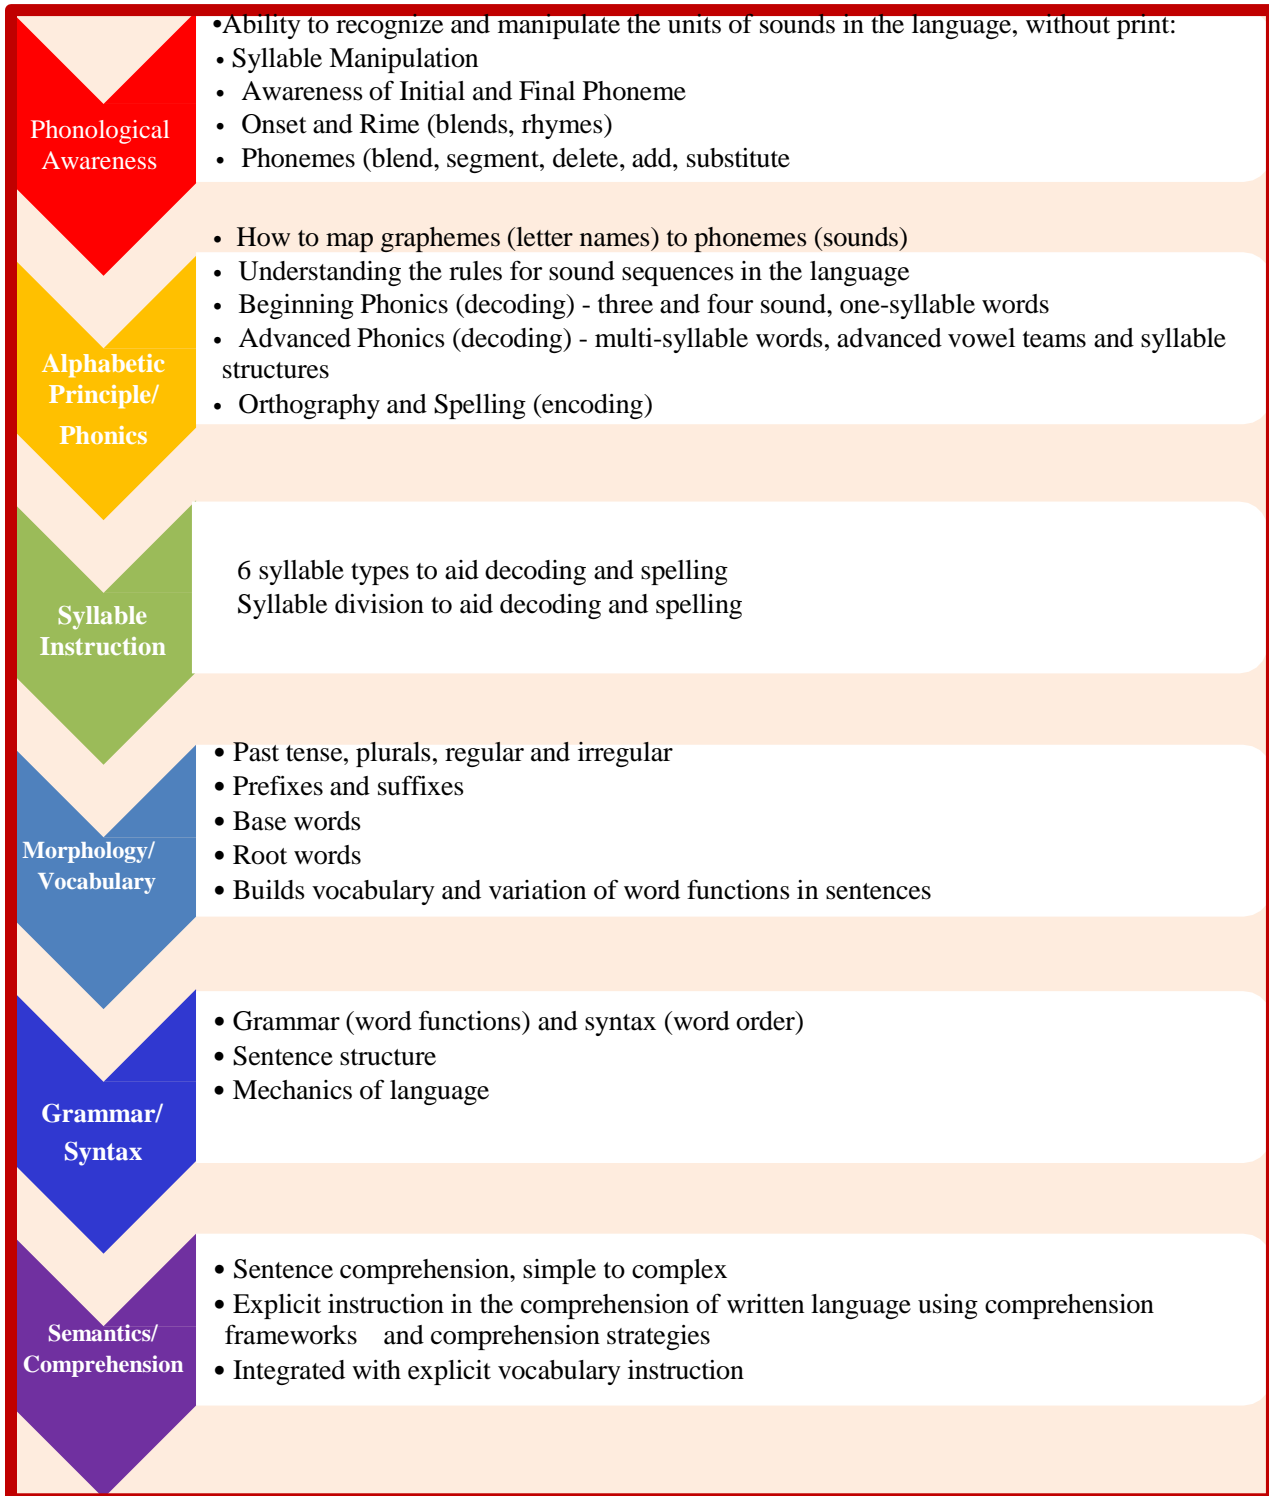 •Ability to recognize and manipulate the units of sounds in the language, without print:
• Syllable Manipulation
• Awareness of Initial and Final Phoneme
• Onset and Rime (blends, rhymes)
• Phonemes (blend, segment, delete, add, substitute
Phonological
Awareness
• How to map graphemes (letter names) to phonemes (sounds)
• Understanding the rules for sound sequences in the language
• Beginning Phonics (decoding) - three and four sound, one-syllable words
• Advanced Phonics (decoding) - multi-syllable words, advanced vowel teams and syllable
structures
• Orthography and Spelling (encoding)
Alphabetic
Principle/
Phonics
6 syllable types to aid decoding and spelling
Syllable division to aid decoding and spelling
Syllable
Instruction
• Past tense, plurals, regular and irregular
• Prefixes and suffixes
• Base words
• Root words
• Builds vocabulary and variation of word functions in sentences
Morphology/
Vocabulary
• Grammar (word functions) and syntax (word order)
• Sentence structure
• Mechanics of language
Grammar/
Syntax
• Sentence comprehension, simple to complex
• Explicit instruction in the comprehension of written language using comprehension
frameworks and comprehension strategies
• Integrated with explicit vocabulary instruction
Semantics/
Comprehension